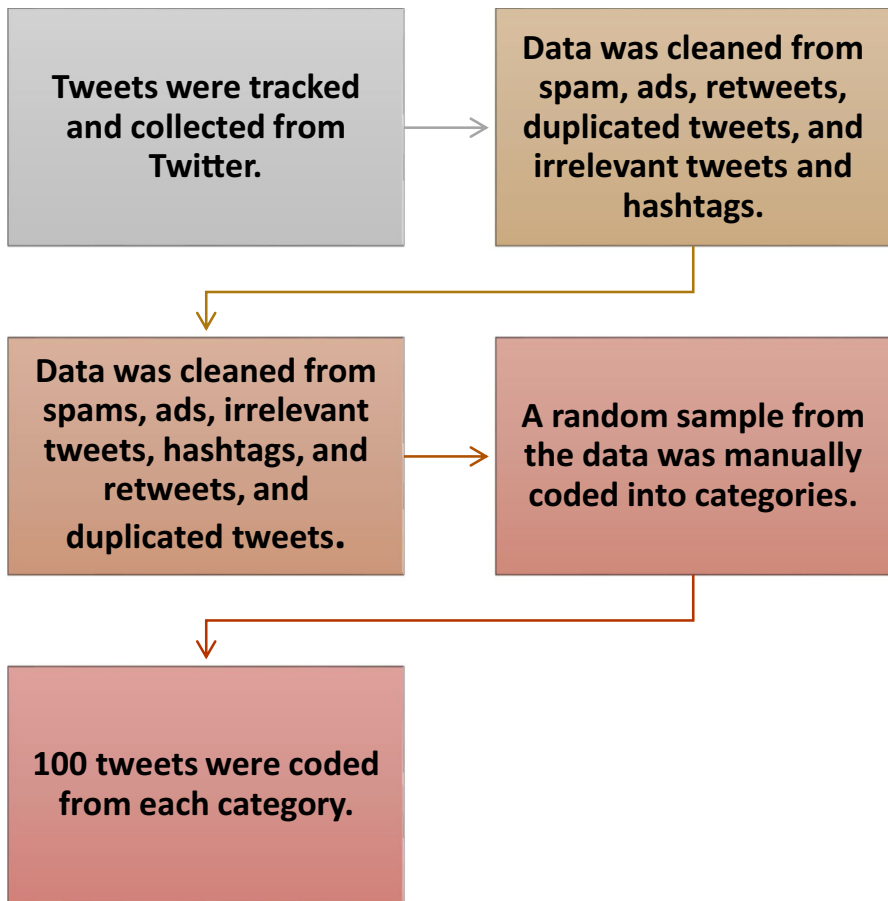 Tweets were tracked
and collected from
Twitter.
Data was cleaned from
spam, ads, retweets,
duplicated tweets, and
irrelevant tweets and
hashtags.
Data was cleaned from
spams, ads, irrelevant
tweets, hashtags, and
retweets, and
duplicated tweets.
A random sample from
the data was manually
coded into categories.
100 tweets were coded
from each category.